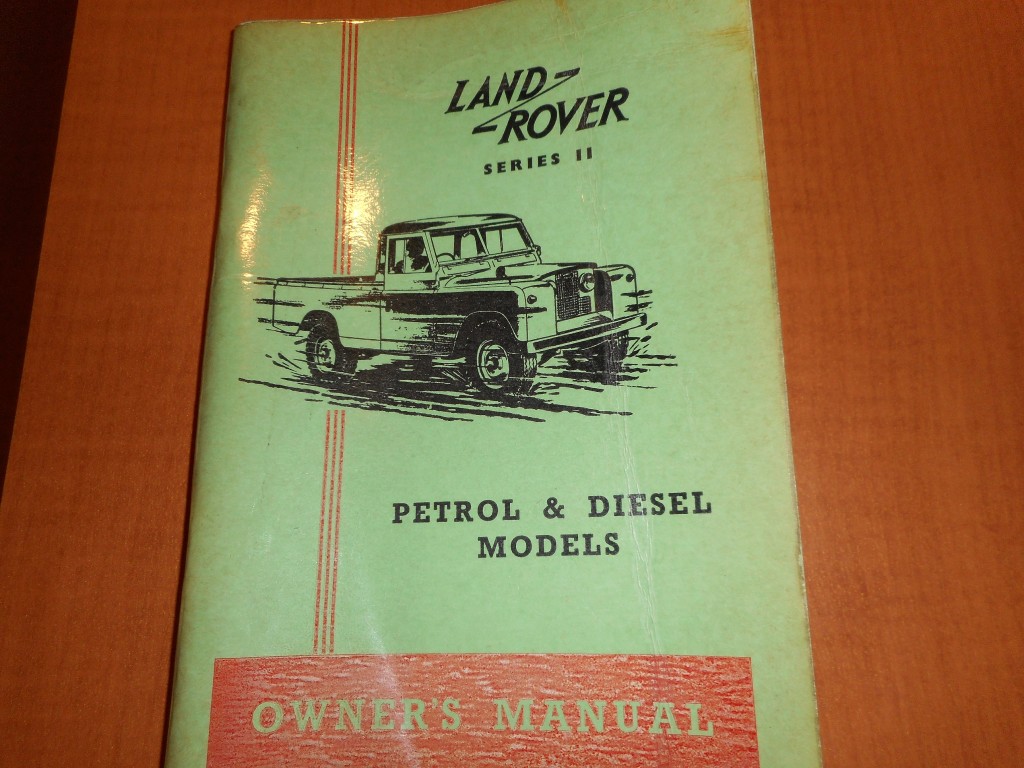 LAND
ROVER
SERIES II
PETROL & DIESEL
MODELS
OWNER'S MANUAL